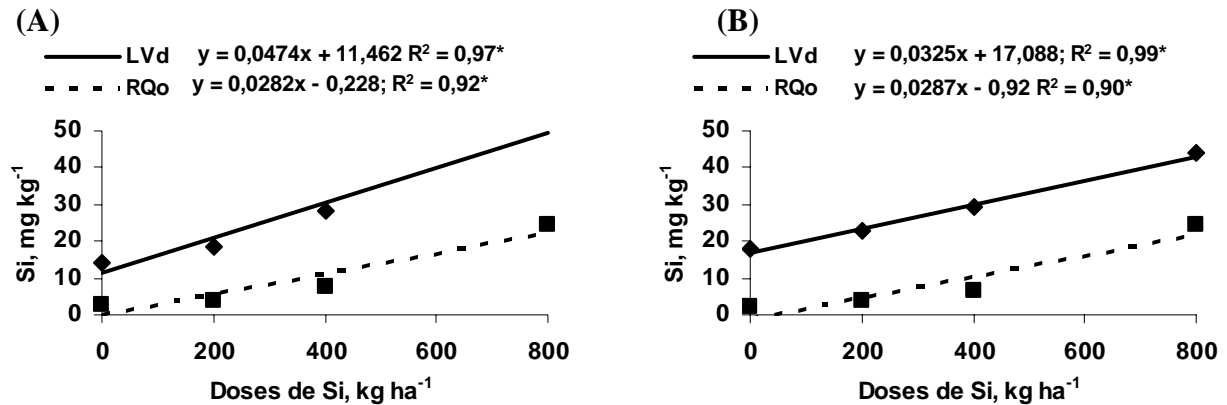 (A)
LVd y = 0,0474x + 11,462 R² = 0,97*
RQo y = 0,0282x - 0,228; R² = 0,92*
50
40
30
20
10
0
Si, mg kg⁻¹
0 200 400 600 800
Doses de Si, kg ha⁻¹
(B)
LVd y = 0,0325x + 17,088; R² = 0,99*
RQo y = 0,0287x - 0,92 R² = 0,90*
50
40
30
20
10
0
Si, mg kg⁻¹
0 200 400 600 800
Doses de Si, kg ha⁻¹